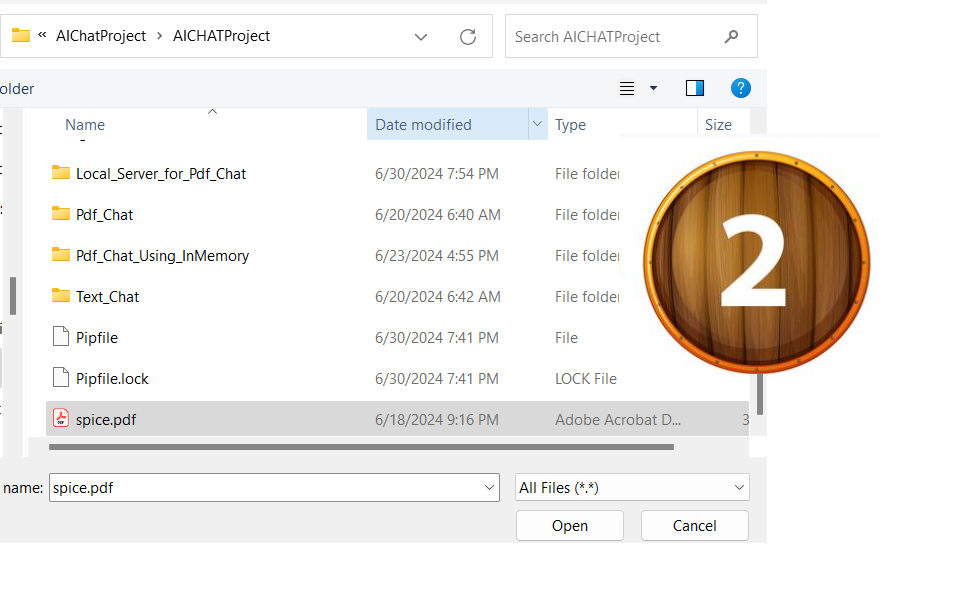 « AIChatProject > AICHATProject
Search AICHATProject
older
?
Name Date modified Type Size
Local_Server_for_Pdf_Chat 6/30/2024 7:54 PM File folder
Pdf_Chat 6/20/2024 6:40 AM File folder
Pdf_Chat_Using_InMemory 6/23/2024 4:55 PM File folder
Text_Chat 6/20/2024 6:42 AM File folder
2
Pipfile 6/30/2024 7:41 PM File
Pipfile.lock 6/30/2024 7:41 PM LOCK File
spice.pdf 6/18/2024 9:16 PM Adobe Acrobat D... 3
name: spice.pdf All Files (*.*)
Open Cancel